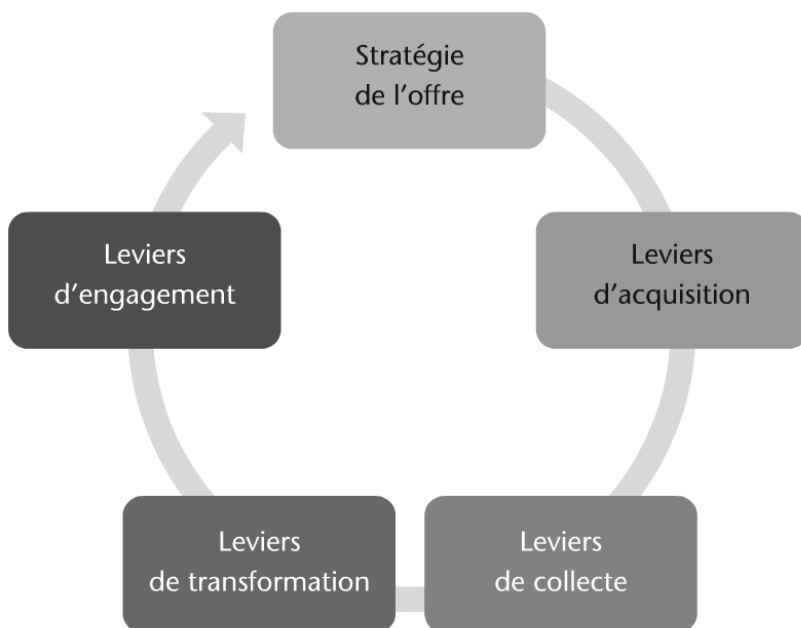 Stratégie
de l’offre
Leviers
d’acquisition
Leviers
de collecte
Leviers
de transformation
Leviers
d’engagement